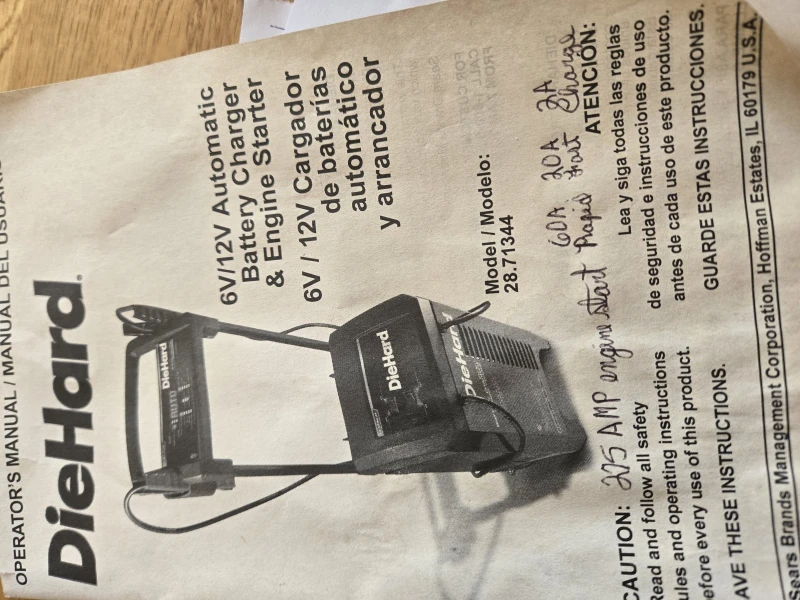 OPERATOR'S MANUAL / MANUAL DEL USUARIO
DieHard.
6V/12V Automatic
Battery Charger
& Engine Starter
6V / 12V Cargador
de baterías
automático
y arrancador
Model / Modelo:
28.71344
DieHard
AUTO
DieHard
DieHard
225 AMP engine start
60A Rapid
20A Fast
2A Charge
CAUTION:
Read and follow all safety
rules and operating instructions
before every use of this product.
SAVE THESE INSTRUCTIONS.
ATENCIÓN:
Lea y siga todas las reglas
de seguridad e instrucciones de uso
antes de cada uso de este producto.
GUARDE ESTAS INSTRUCCIONES.
Sears Brands Management Corporation, Hoffman Estates, IL 60179 U.S.A.